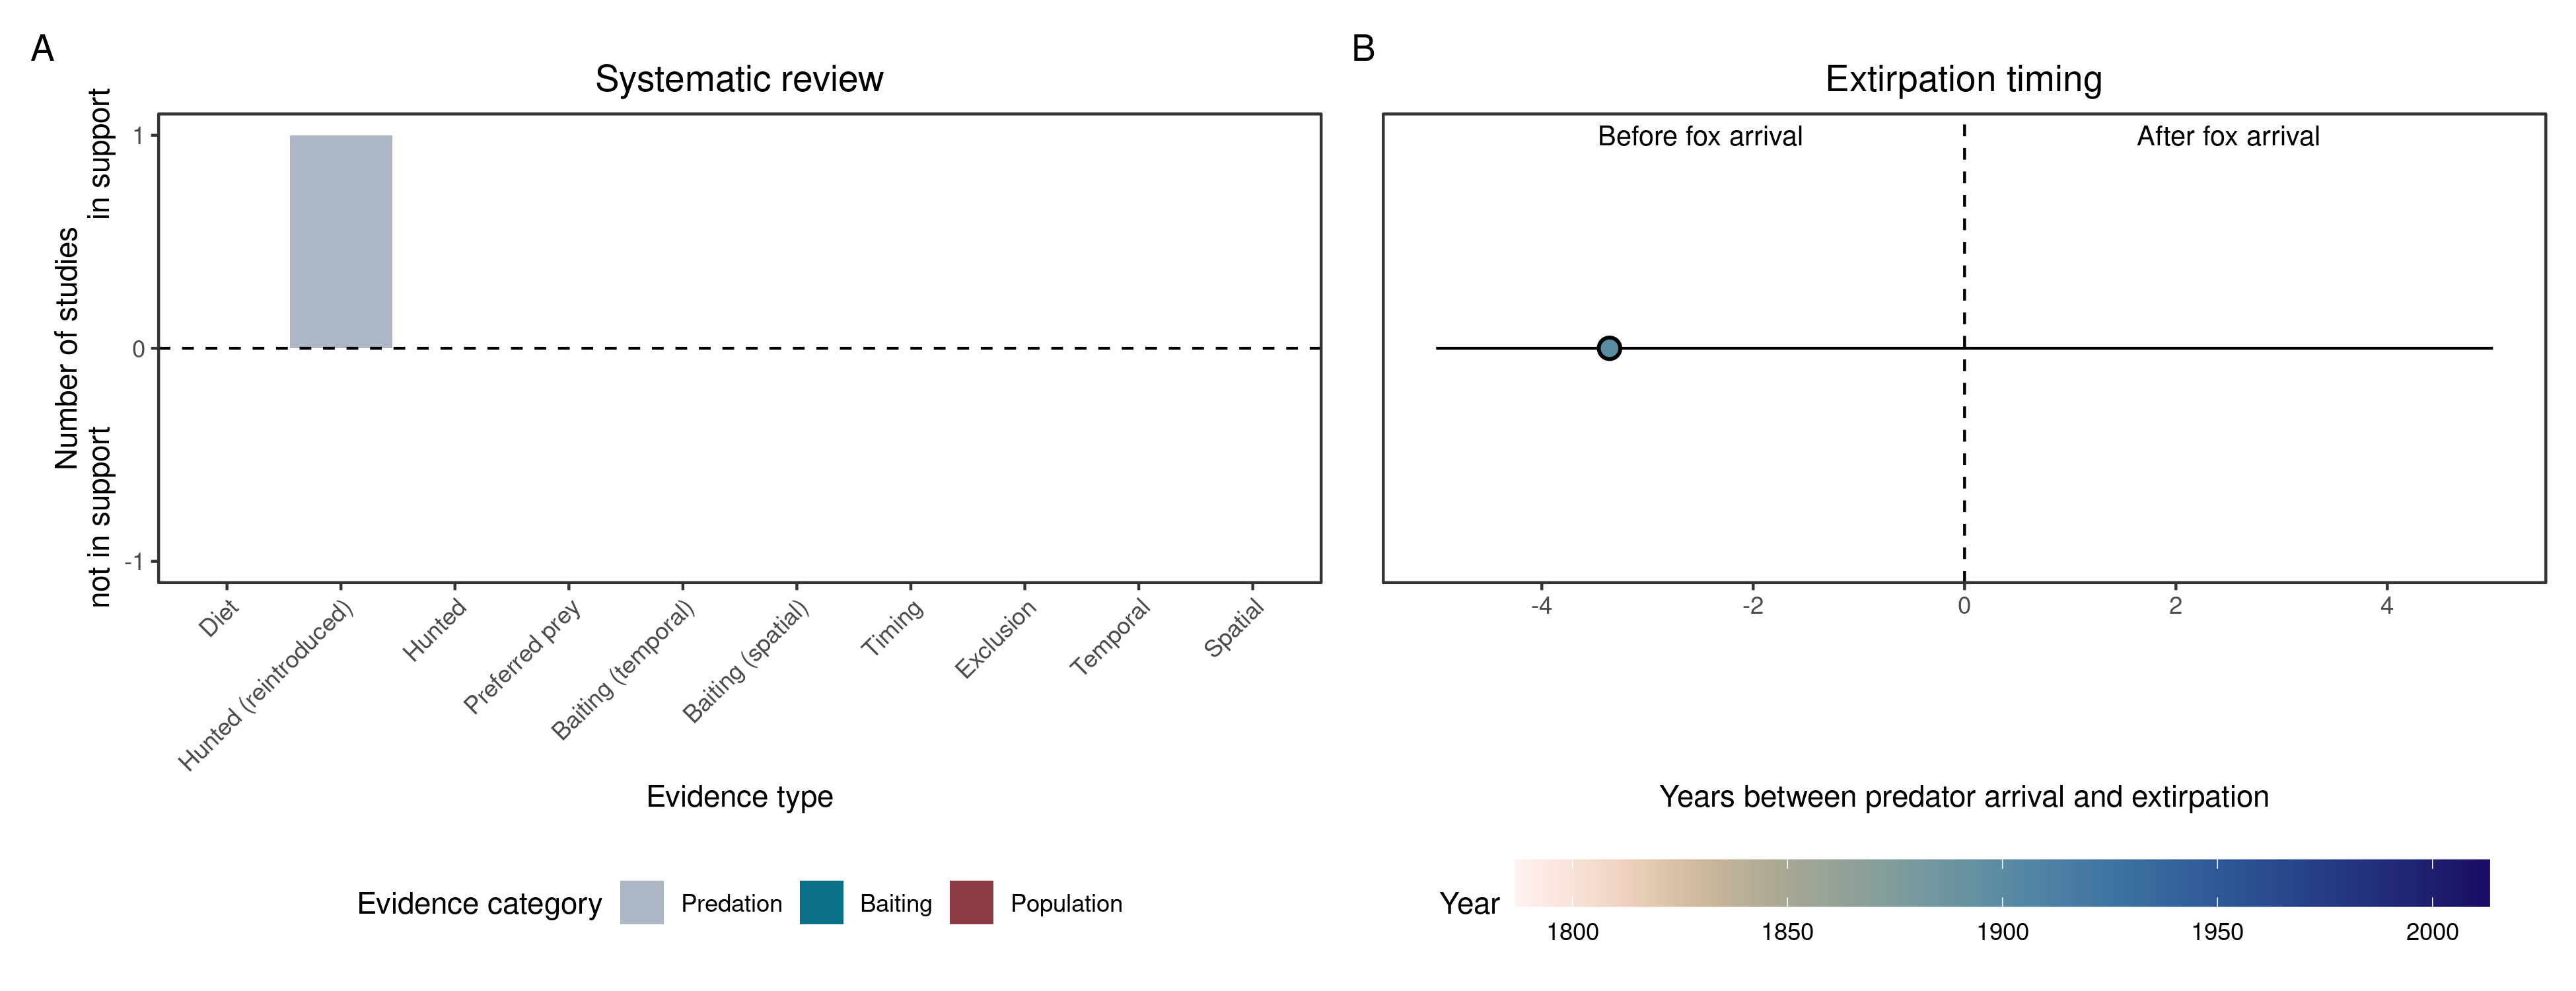 A
Systematic review
Number of studies
in support
not in support
1
0
-1
Diet
Hunted (reintroduced)
Hunted
Preferred prey
Baiting (temporal)
Baiting (spatial)
Timing
Exclusion
Temporal
Spatial
Evidence type
Evidence category
Predation
Baiting
Population
B
Extirpation timing
Before fox arrival
After fox arrival
-4
-2
0
2
4
Years between predator arrival and extirpation
Year
1800
1850
1900
1950
2000